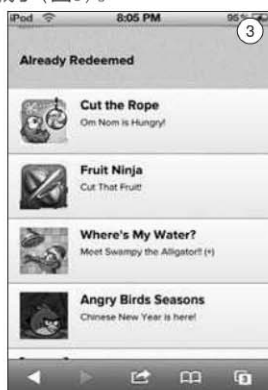 iPod 8:05 PM 95%
3
Already Redeemed
Cut the Rope
Om Nom is Hungry!
Fruit Ninja
Cut That Fruit!
Where's My Water?
Meet Swampy the Alligator!! (+)
Angry Birds Seasons
Chinese New Year is here!
3